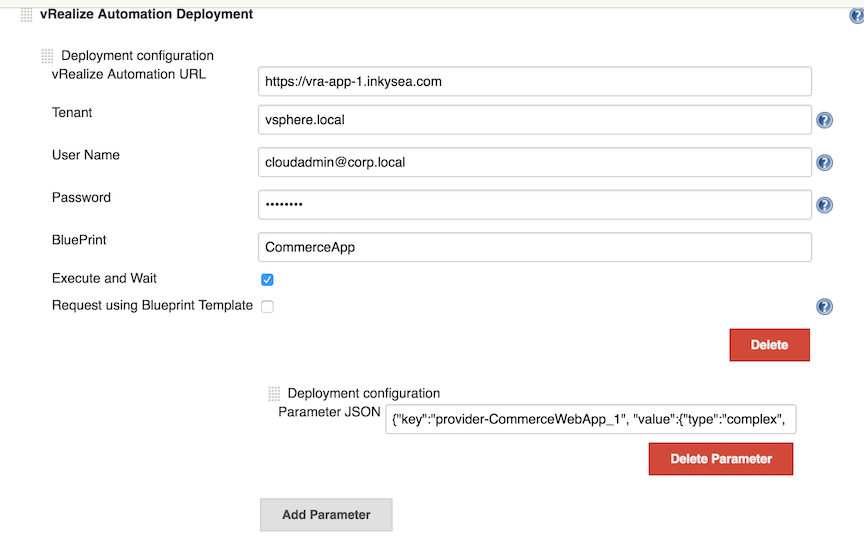 vRealize Automation Deployment
Deployment configuration
vRealize Automation URL https://vra-app-1.inkysea.com
Tenant vsphere.local
User Name cloudadmin@corp.local
Password ••••••••
BluePrint CommerceApp
Execute and Wait
Request using Blueprint Template
Delete
Deployment configuration
Parameter JSON {"key":"provider-CommerceWebApp_1", "value":{"type":"complex",
Delete Parameter
Add Parameter